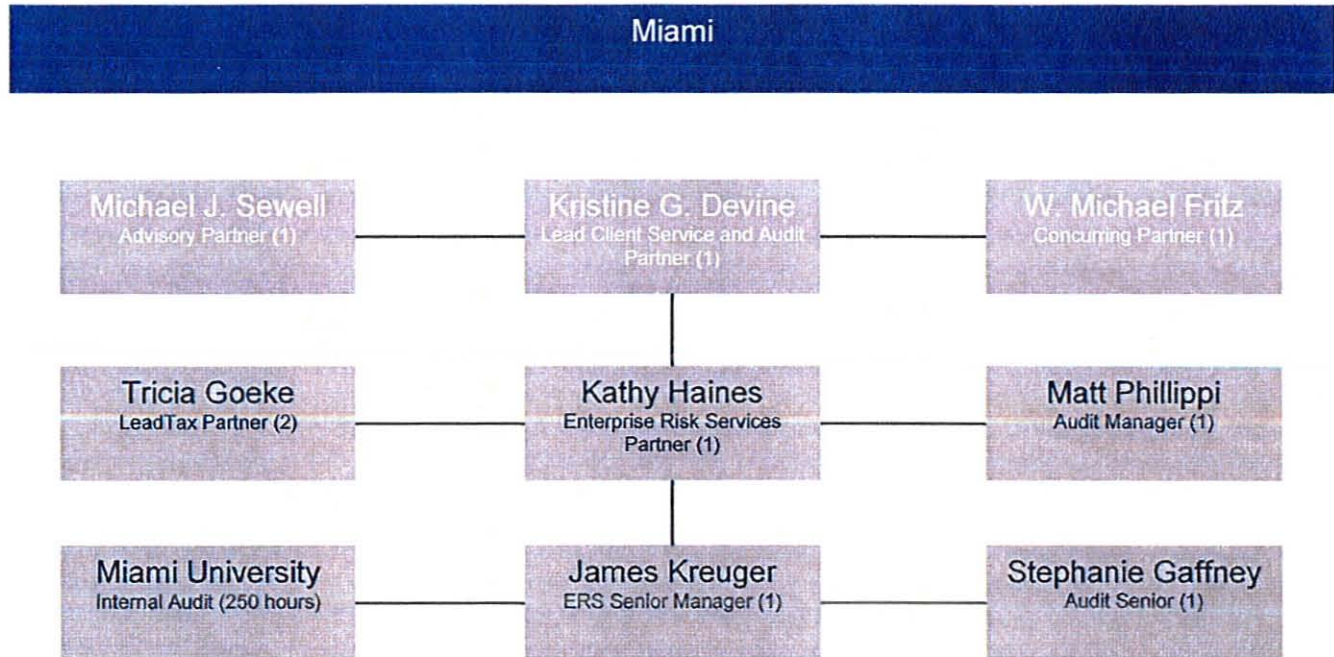 Miami
Michael J. Sewell
Advisory Partner (1)
Kristine G. Devine
Lead Client Service and Audit
Partner (1)
W. Michael Fritz
Concurring Partner (1)
Tricia Goeke
LeadTax Partner (2)
Kathy Haines
Enterprise Risk Services
Partner (1)
Matt Phillippi
Audit Manager (1)
Miami University
Internal Audit (250 hours)
James Kreuger
ERS Senior Manager (1)
Stephanie Gaffney
Audit Senior (1)